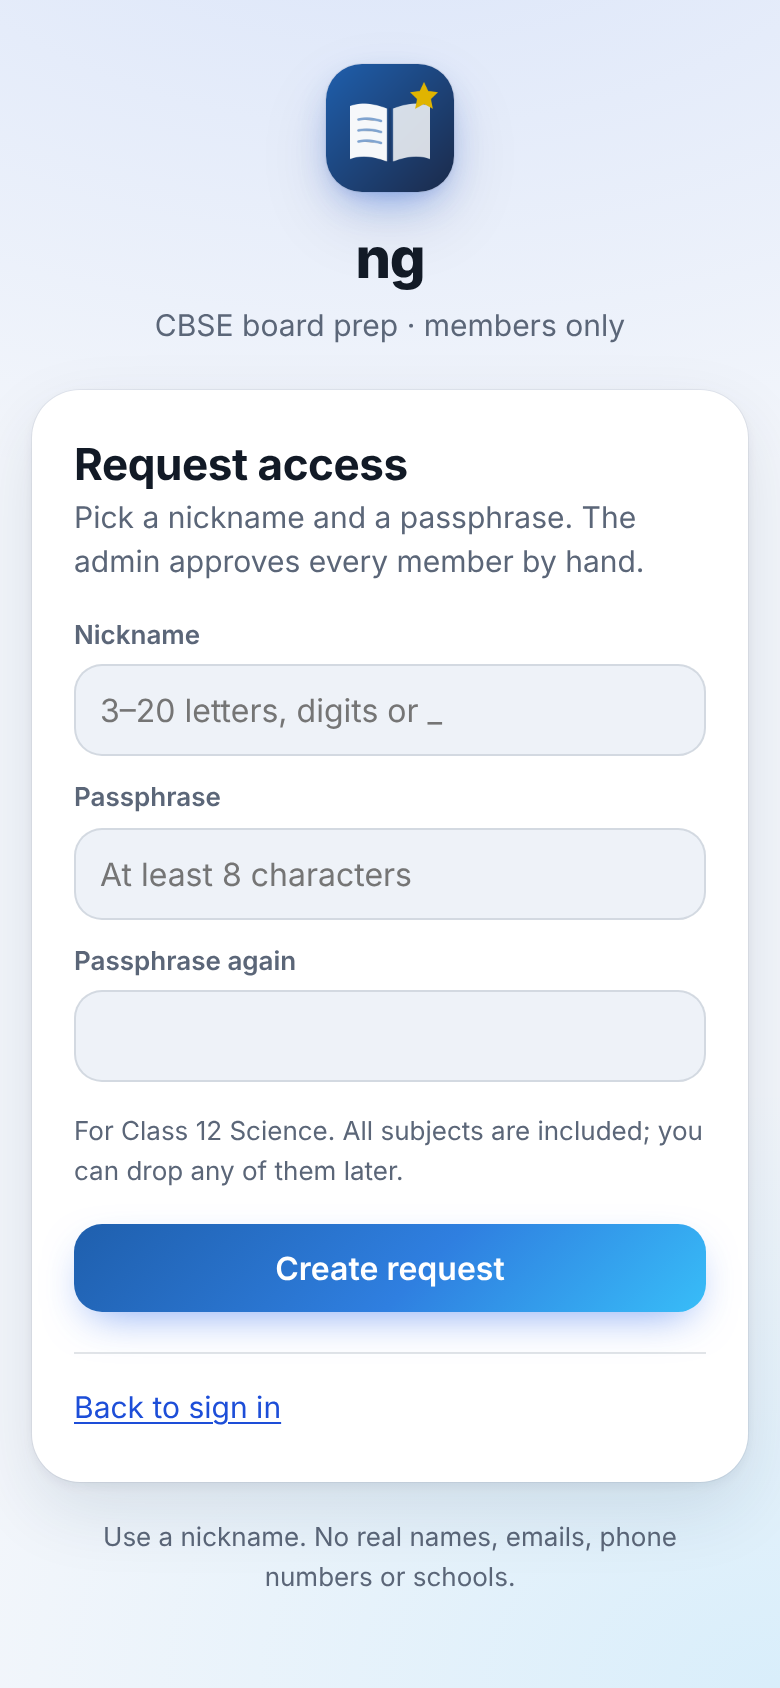 ng
CBSE board prep · members only
Request access
Pick a nickname and a passphrase. The
admin approves every member by hand.
Nickname
3–20 letters, digits or _
Passphrase
At least 8 characters
Passphrase again
For Class 12 Science. All subjects are included; you
can drop any of them later.
Create request
Back to sign in
Use a nickname. No real names, emails, phone
numbers or schools.